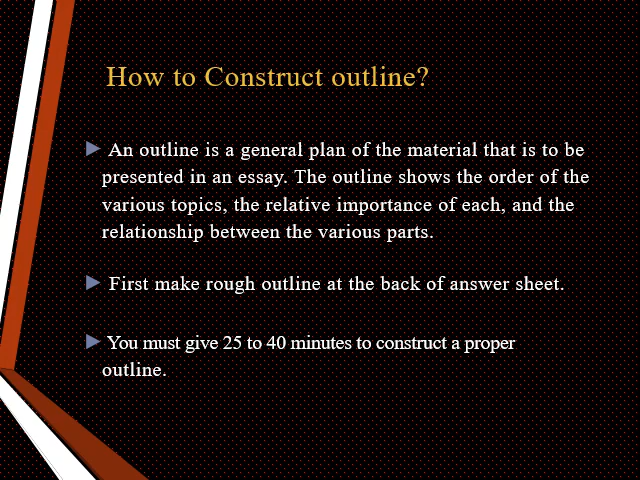 How to Construct outline?
An outline is a general plan of the material that is to be
presented in an essay. The outline shows the order of the
various topics, the relative importance of each, and the
relationship between the various parts.
First make rough outline at the back of answer sheet.
You must give 25 to 40 minutes to construct a proper
outline.